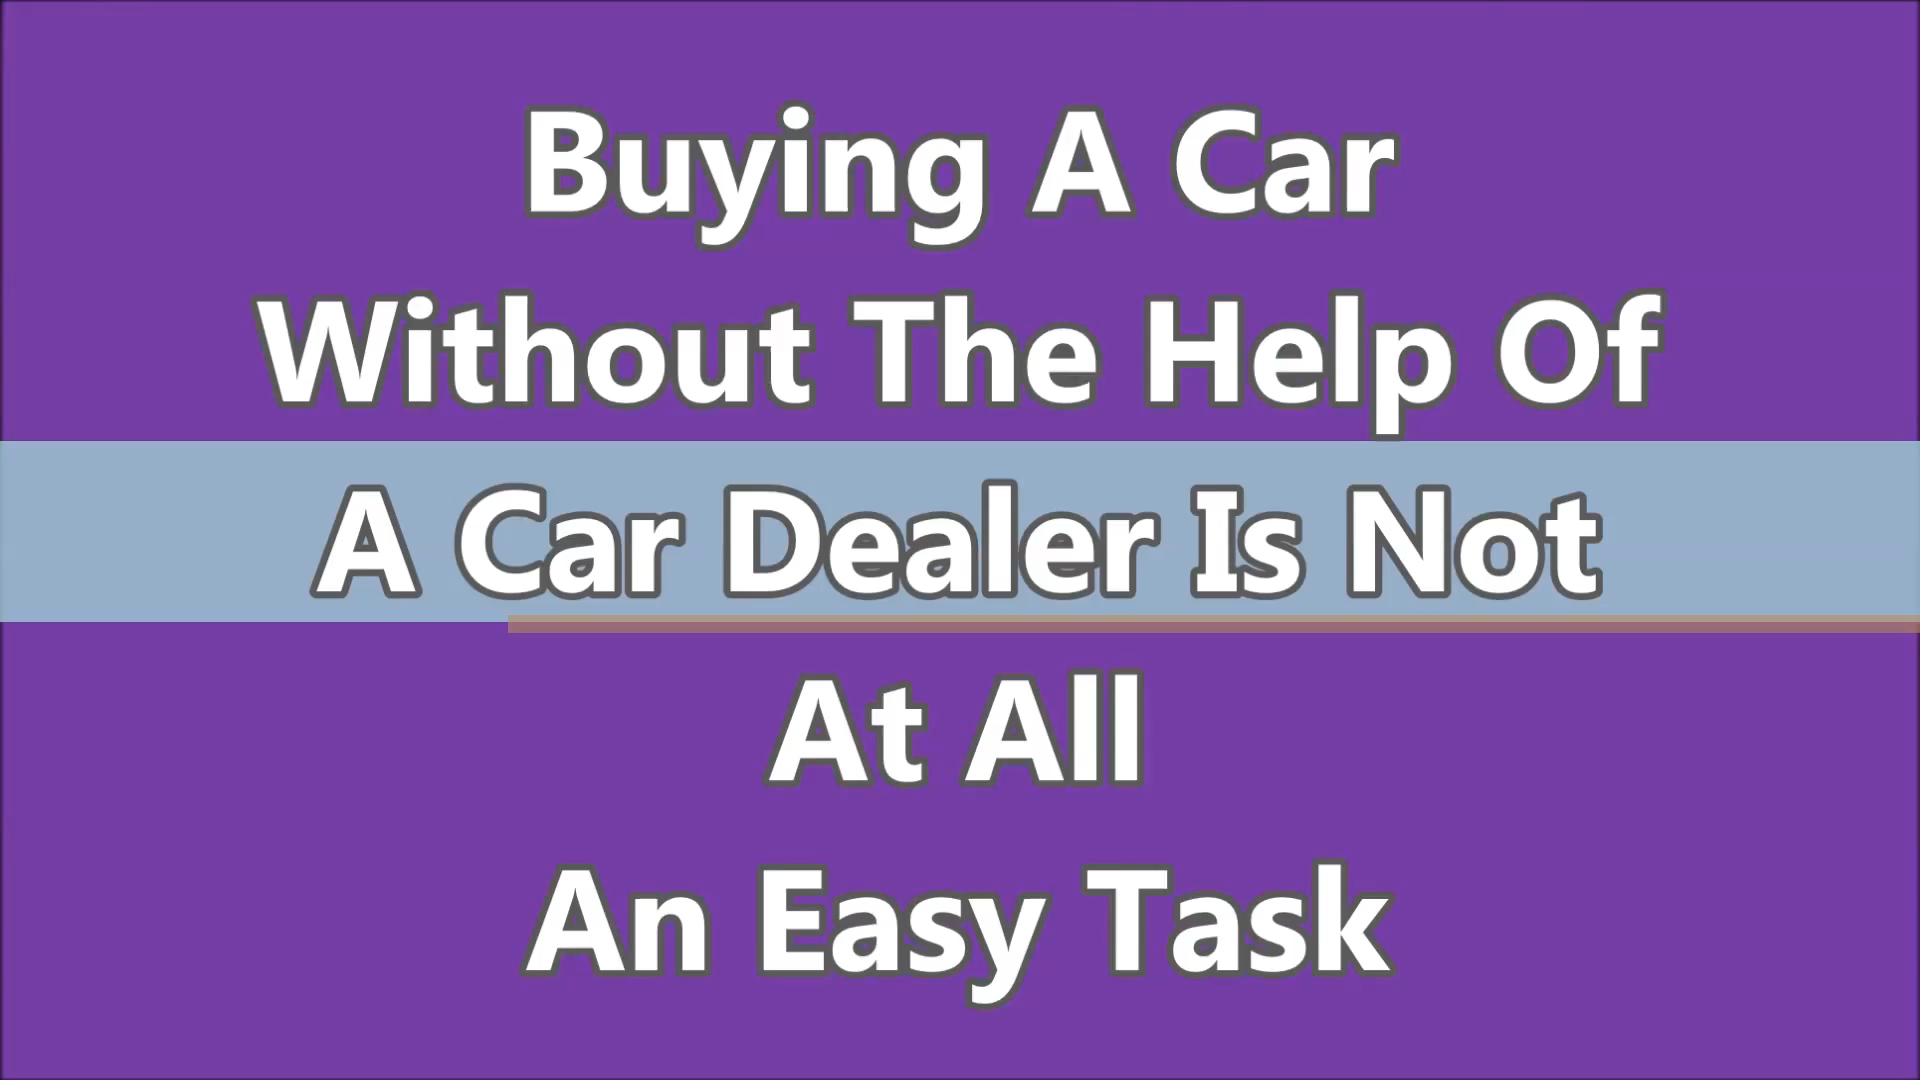 Buying A Car
Without The Help Of
A Car Dealer Is Not
At All
An Easy Task